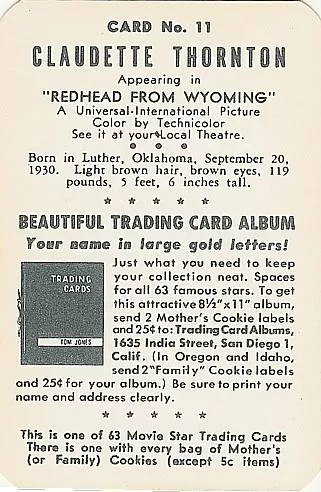 CARD No. 11
CLAUDETTE THORNTON
Appearing in
"REDHEAD FROM WYOMING"
A Universal-International Picture
Color by Technicolor
See it at your Local Theatre.
Born in Luther, Oklahoma, September 20,
1930. Light brown hair, brown eyes, 119
pounds, 5 feet, 6 inches tall.
* * * * *
BEAUTIFUL TRADING CARD ALBUM
Your name in large gold letters!
TRADING
CARDS
TOM JONES
Just what you need to keep
your collection neat. Spaces
for all 63 famous stars. To get
this attractive 8½"x11" album,
send 2 Mother's Cookie labels
and 25¢ to: Trading Card Albums,
1635 India Street, San Diego 1,
Calif. (In Oregon and Idaho,
send 2 "Family" Cookie labels
and 25¢ for your album.) Be sure to print your
name and address clearly.
* * * * *
This is one of 63 Movie Star Trading Cards
There is one with every bag of Mother's
(or Family) Cookies (except 5c items)